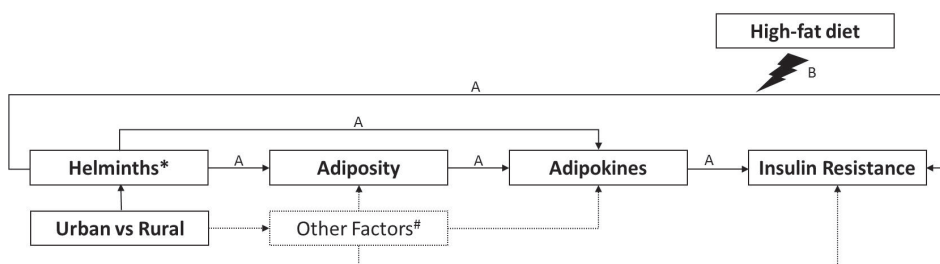 High-fat diet
B
A
A
Helminths*
A
Adiposity
A
Adipokines
A
Insulin Resistance
Urban vs Rural
Other Factors#